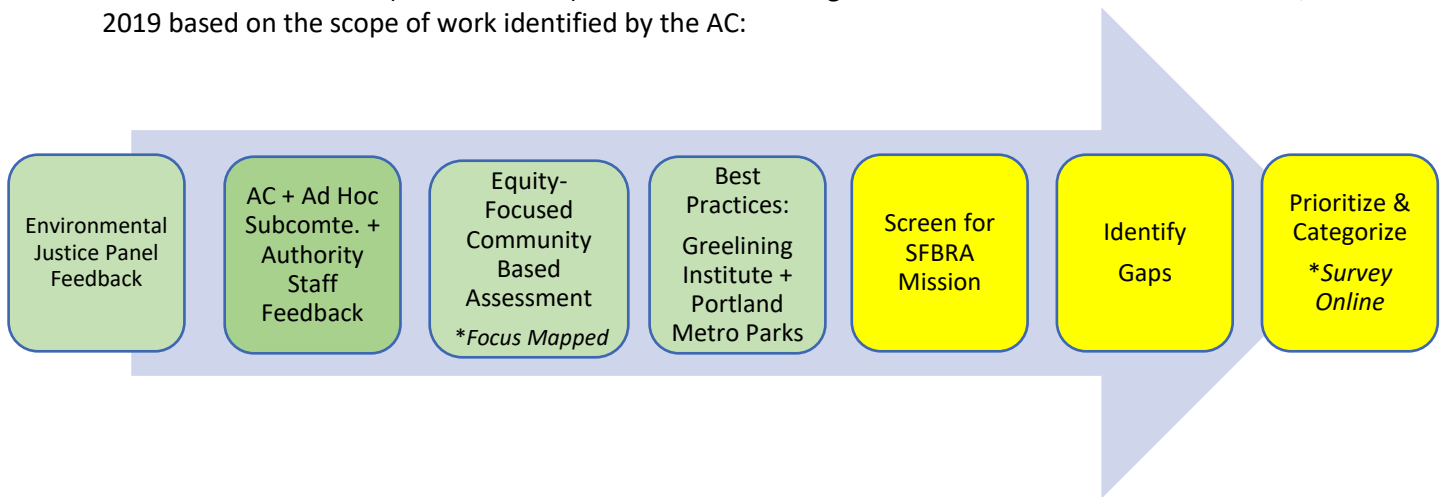 2019 based on the scope of work identified by the AC:
Environmental
Justice Panel
Feedback
AC + Ad Hoc
Subcomte. +
Authority
Staff
Feedback
Equity-
Focused
Community
Based
Assessment
*Focus Mapped
Best
Practices:
Greelining
Institute +
Portland
Metro Parks
Screen for
SFBRA
Mission
Identify
Gaps
Prioritize &
Categorize
*Survey
Online